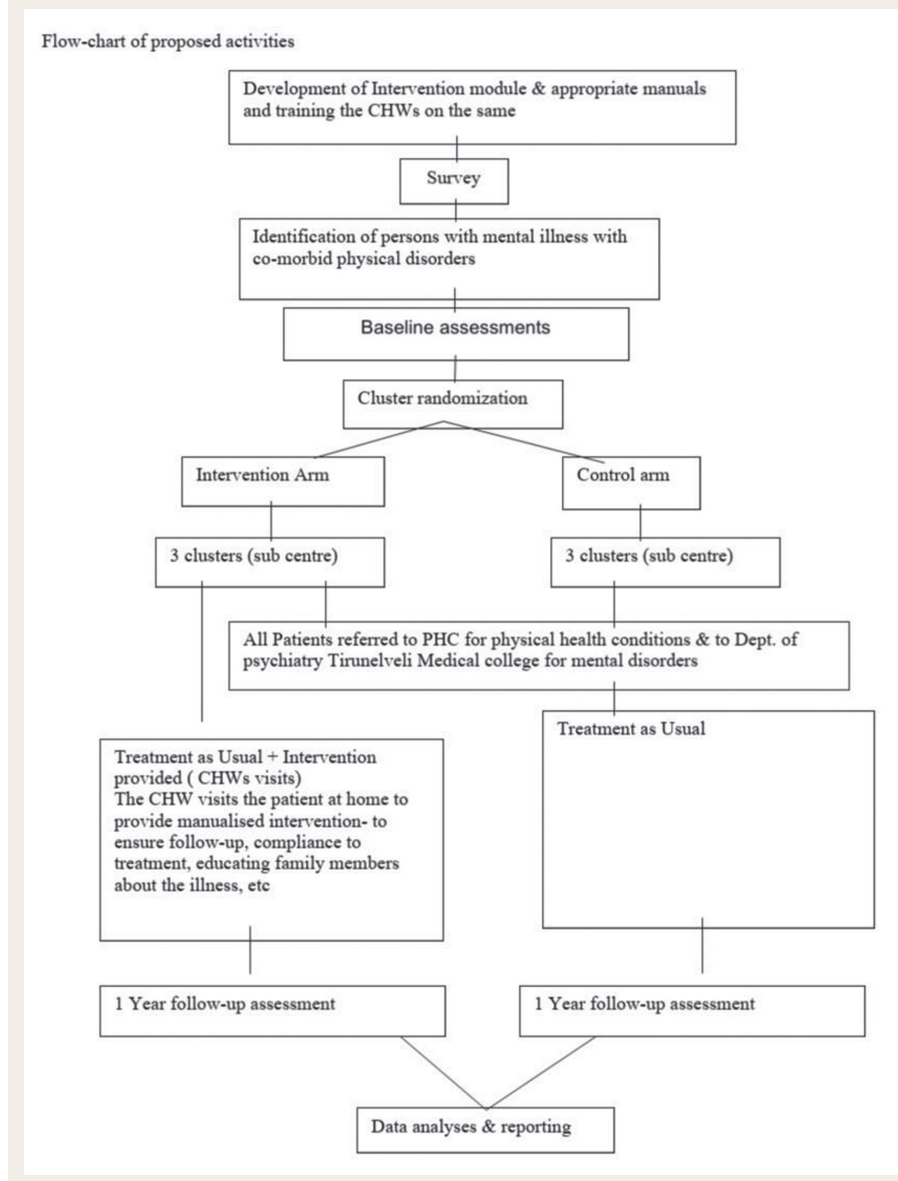 Flow-chart of proposed activities
Development of Intervention module & appropriate manuals
and training the CHWs on the same
Survey
Identification of persons with mental illness with
co-morbid physical disorders
Baseline assessments
Cluster randomization
Intervention Arm
Control arm
3 clusters (sub centre)
3 clusters (sub centre)
All Patients referred to PHC for physical health conditions & to Dept. of
psychiatry Tirunelveli Medical college for mental disorders
Treatment as Usual + Intervention
provided ( CHWs visits)
The CHW visits the patient at home to
provide manualised intervention- to
ensure follow-up, compliance to
treatment, educating family members
about the illness, etc
Treatment as Usual
1 Year follow-up assessment
1 Year follow-up assessment
Data analyses & reporting